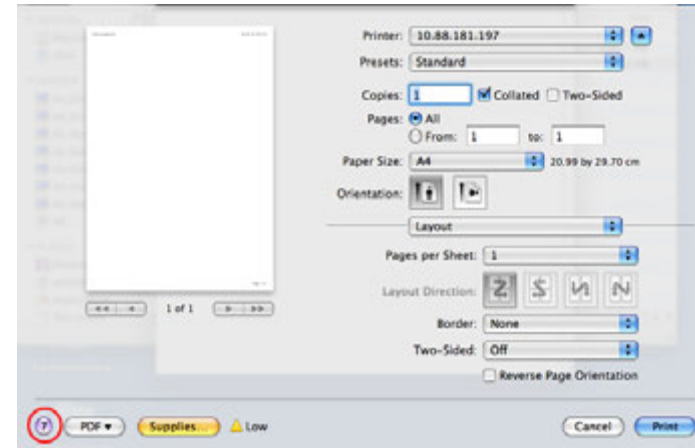 Printer: 10.88.181.197
Presets: Standard
Copies: 1 Collated Two-Sided
Pages: All
From: 1 to: 1
Paper Size: A4 20.99 by 29.70 cm
Orientation:
Layout
Pages per Sheet: 1
Layout Direction:
Border: None
Two-Sided: Off
Reverse Page Orientation
1 of 1
? PDF Supplies... Low Cancel Print